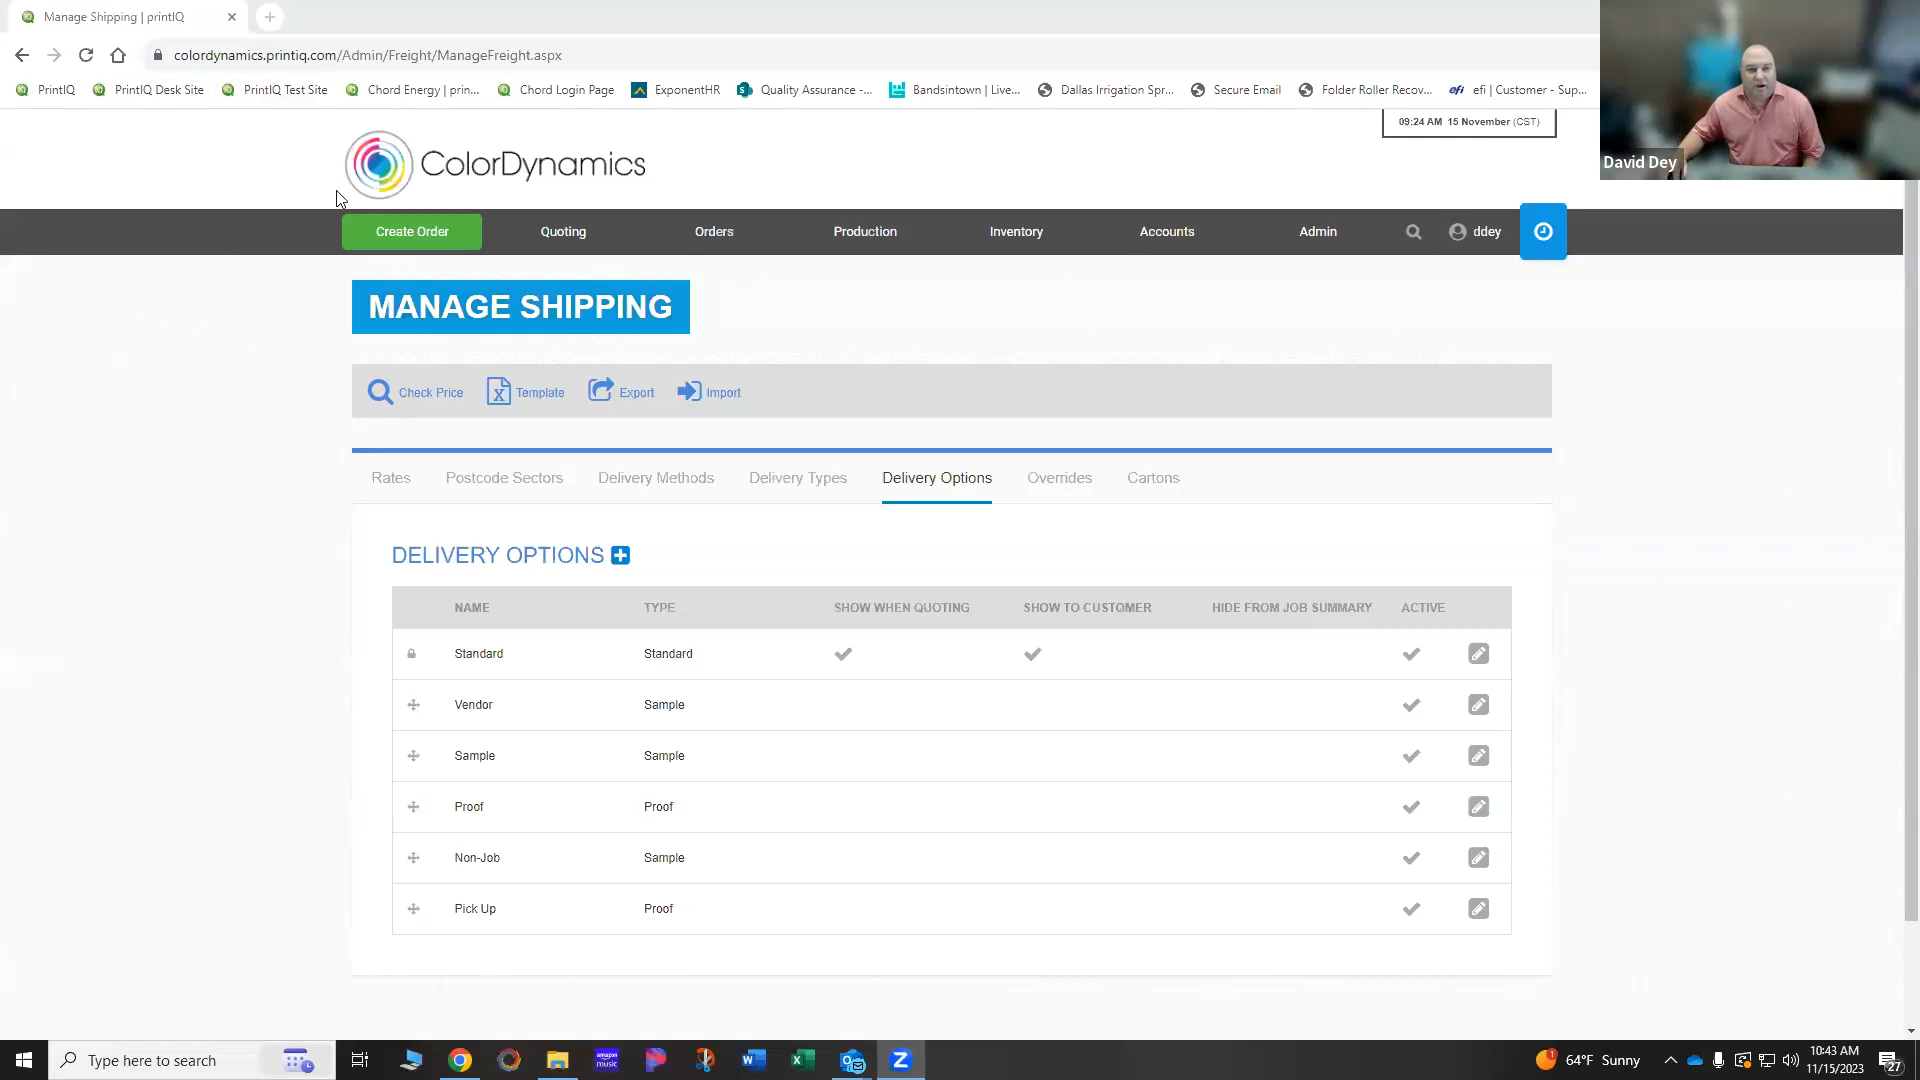 Manage Shipping | printIQ
colordynamics.printiq.com/Admin/Freight/ManageFreight.aspx
PrintIQ PrintIQ Desk Site PrintIQ Test Site Chord Energy | prin... Chord Login Page ExponentHR Quality Assurance -... Bandsintown | Live... Dallas Irrigation Spr... Secure Email Folder Roller Recov... efi efi | Customer - Sup...
09:24 AM 15 November (CST)
David Dey
ColorDynamics
Create Order Quoting Orders Production Inventory Accounts Admin ddey
MANAGE SHIPPING
Check Price Template Export Import
Rates Postcode Sectors Delivery Methods Delivery Types Delivery Options Overrides Cartons
DELIVERY OPTIONS
NAME TYPE SHOW WHEN QUOTING SHOW TO CUSTOMER HIDE FROM JOB SUMMARY ACTIVE
Standard Standard
Vendor Sample
Sample Sample
Proof Proof
Non-Job Sample
Pick Up Proof
Type here to search
amazon music
1 64°F Sunny
10:43 AM
11/15/2023
27